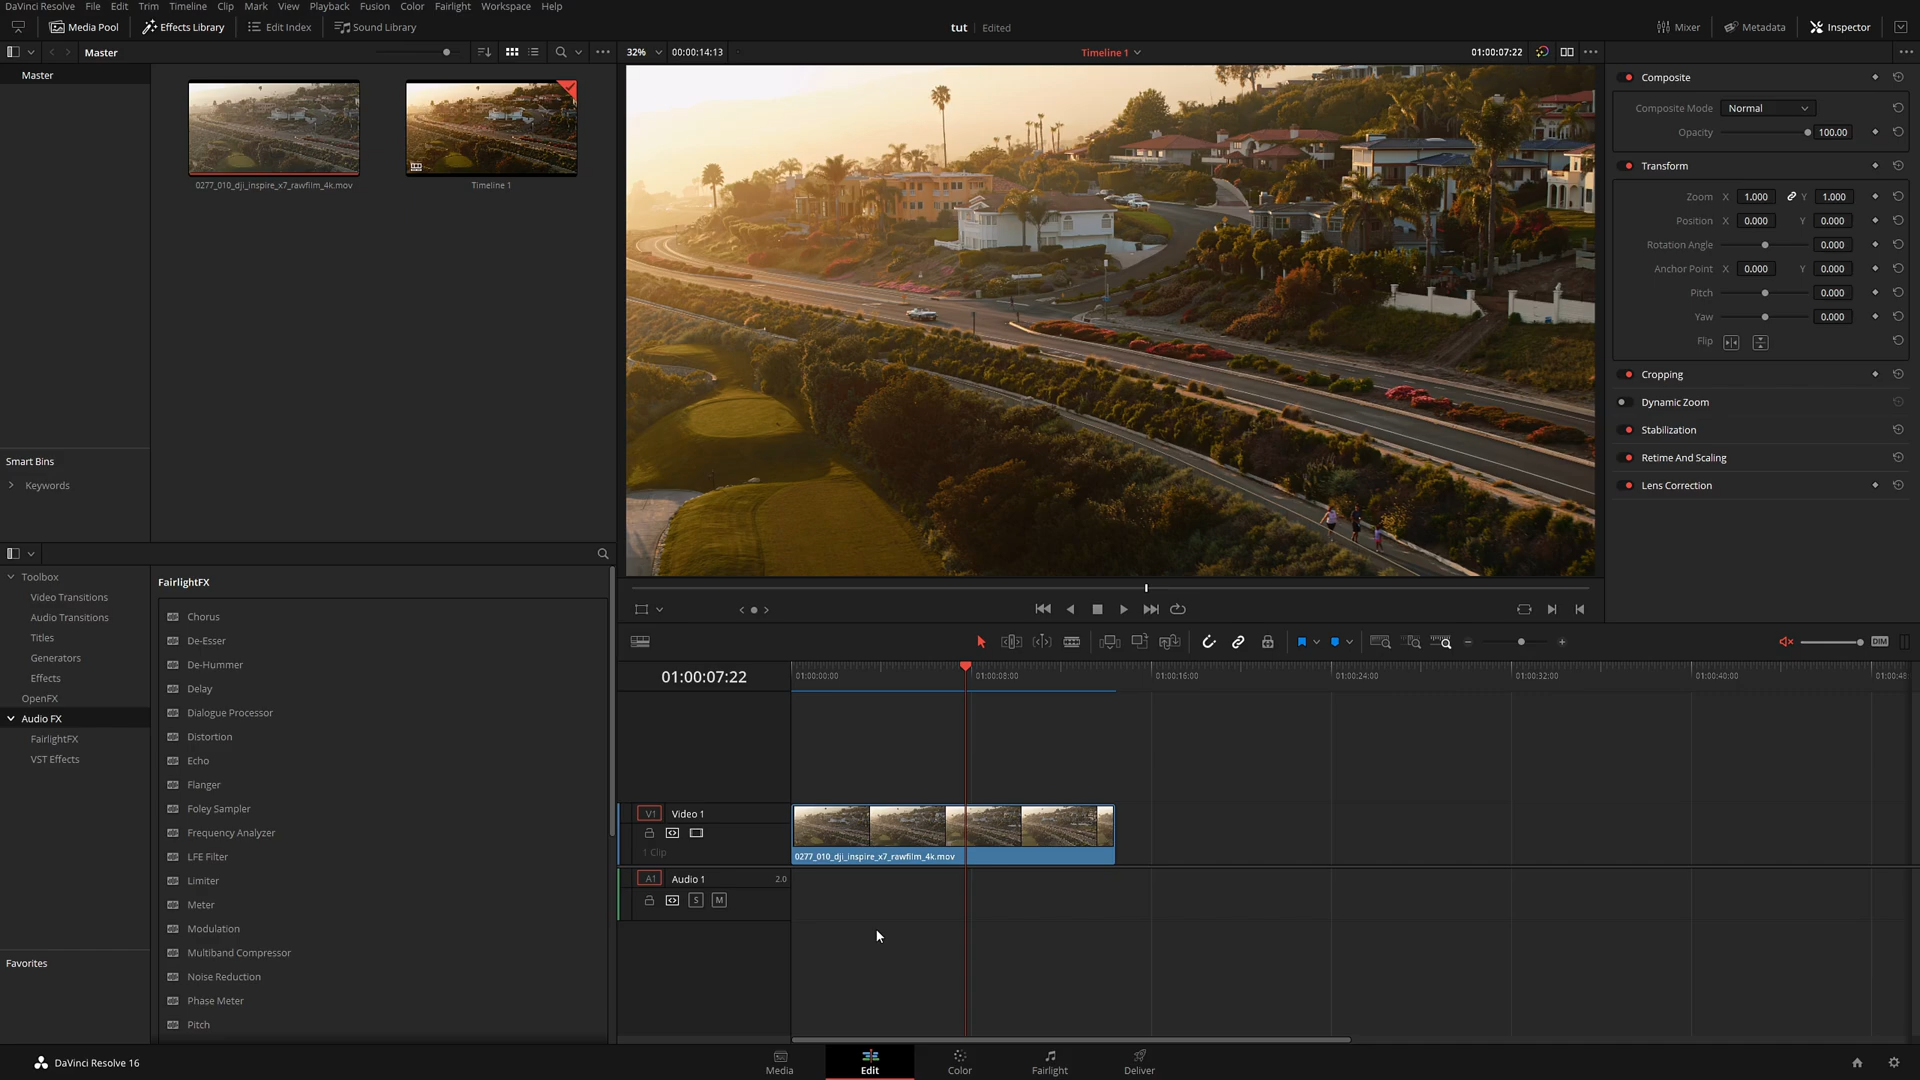 DaVinci Resolve File Edit Trim Timeline Clip Mark View Playback Fusion Color Fairlight Workspace Help
Media Pool Effects Library Edit Index Sound Library
tut Edited
Mixer Metadata Inspector
Master
32% 00:00:14:13
Timeline 1
01:00:07:22
Master
0277_010_dji_inspire_x7_rawfilm_4k.mov
Timeline 1
Smart Bins
Keywords
Composite
Composite Mode Normal
Opacity 100.00
Transform
Zoom X 1.000 Y 1.000
Position X 0.000 Y 0.000
Rotation Angle 0.000
Anchor Point X 0.000 Y 0.000
Pitch 0.000
Yaw 0.000
Flip
Cropping
Dynamic Zoom
Stabilization
Retime And Scaling
Lens Correction
Toolbox
Video Transitions
Audio Transitions
Titles
Generators
Effects
OpenFX
Audio FX
FairlightFX
VST Effects
Favorites
FairlightFX
Chorus
De-Esser
De-Hummer
Delay
Dialogue Processor
Distortion
Echo
Flanger
Foley Sampler
Frequency Analyzer
LFE Filter
Limiter
Meter
Modulation
Multiband Compressor
Noise Reduction
Phase Meter
Pitch
DIM
01:00:07:22
01:00:00:00 01:00:08:00 01:00:16:00 01:00:24:00 01:00:32:00 01:00:40:00 01:00:48
V1 Video 1
1 Clip
0277_010_dji_inspire_x7_rawfilm_4k.mov
A1 Audio 1 2.0
S M
DaVinci Resolve 16
Media Edit Color Fairlight Deliver